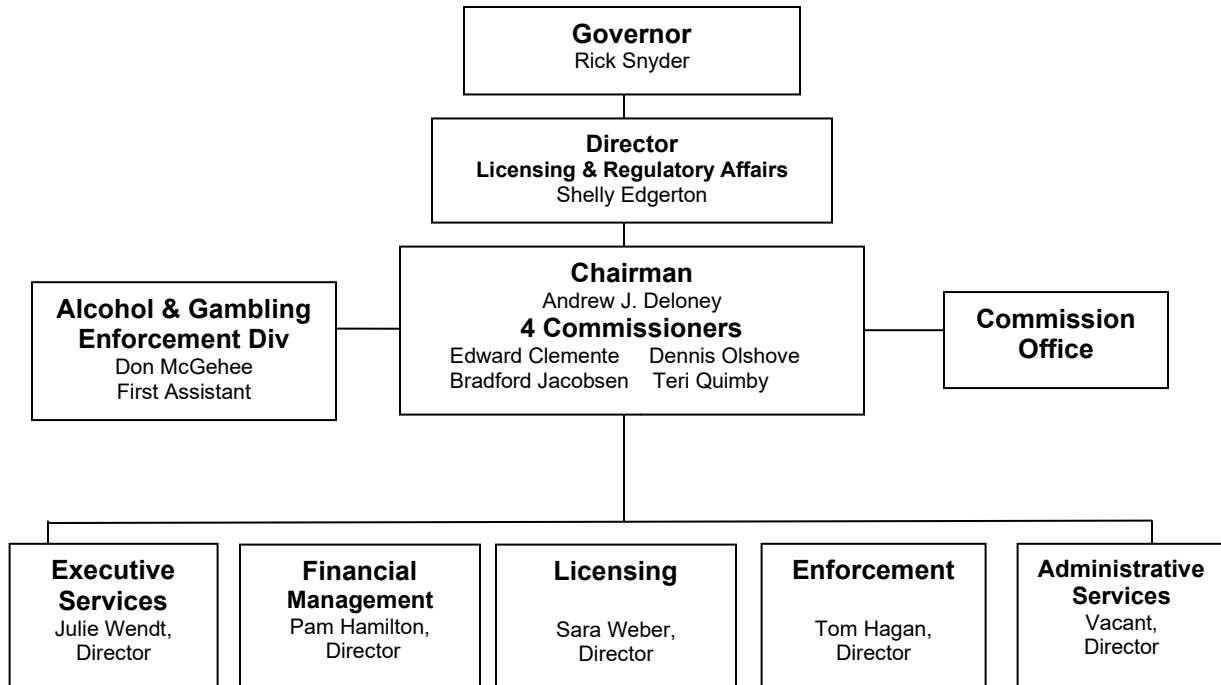 Governor
Rick Snyder
Director
Licensing & Regulatory Affairs
Shelly Edgerton
Chairman
Andrew J. Deloney
4 Commissioners
Edward Clemente Dennis Olshove
Bradford Jacobsen Teri Quimby
Alcohol & Gambling
Enforcement Div
Don McGehee
First Assistant
Commission
Office
Executive
Services
Julie Wendt,
Director
Financial
Management
Pam Hamilton,
Director
Licensing
Sara Weber,
Director
Enforcement
Tom Hagan,
Director
Administrative
Services
Vacant,
Director